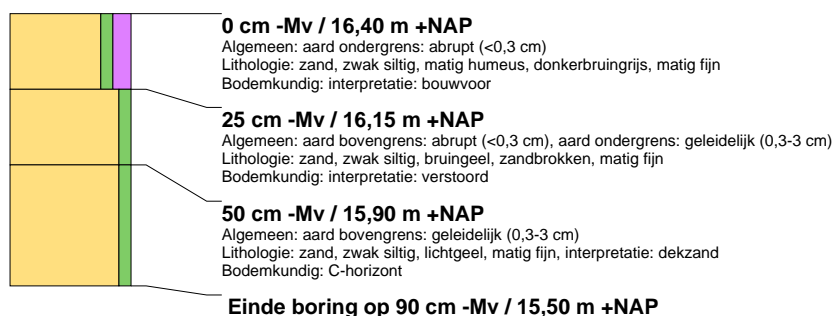 0 cm -Mv / 16,40 m +NAP
Algemeen: aard ondergrens: abrupt (<0,3 cm)
Lithologie: zand, zwak siltig, matig humeus, donkerbruingrijs, matig fijn
Bodemkundig: interpretatie: bouwvoor
25 cm -Mv / 16,15 m +NAP
Algemeen: aard bovengrens: abrupt (<0,3 cm), aard ondergrens: geleidelijk (0,3-3 cm)
Lithologie: zand, zwak siltig, bruingeel, zandbrokken, matig fijn
Bodemkundig: interpretatie: verstoord
50 cm -Mv / 15,90 m +NAP
Algemeen: aard bovengrens: geleidelijk (0,3-3 cm)
Lithologie: zand, zwak siltig, lichtgeel, matig fijn, interpretatie: dekzand
Bodemkundig: C-horizont
Einde boring op 90 cm -Mv / 15,50 m +NAP